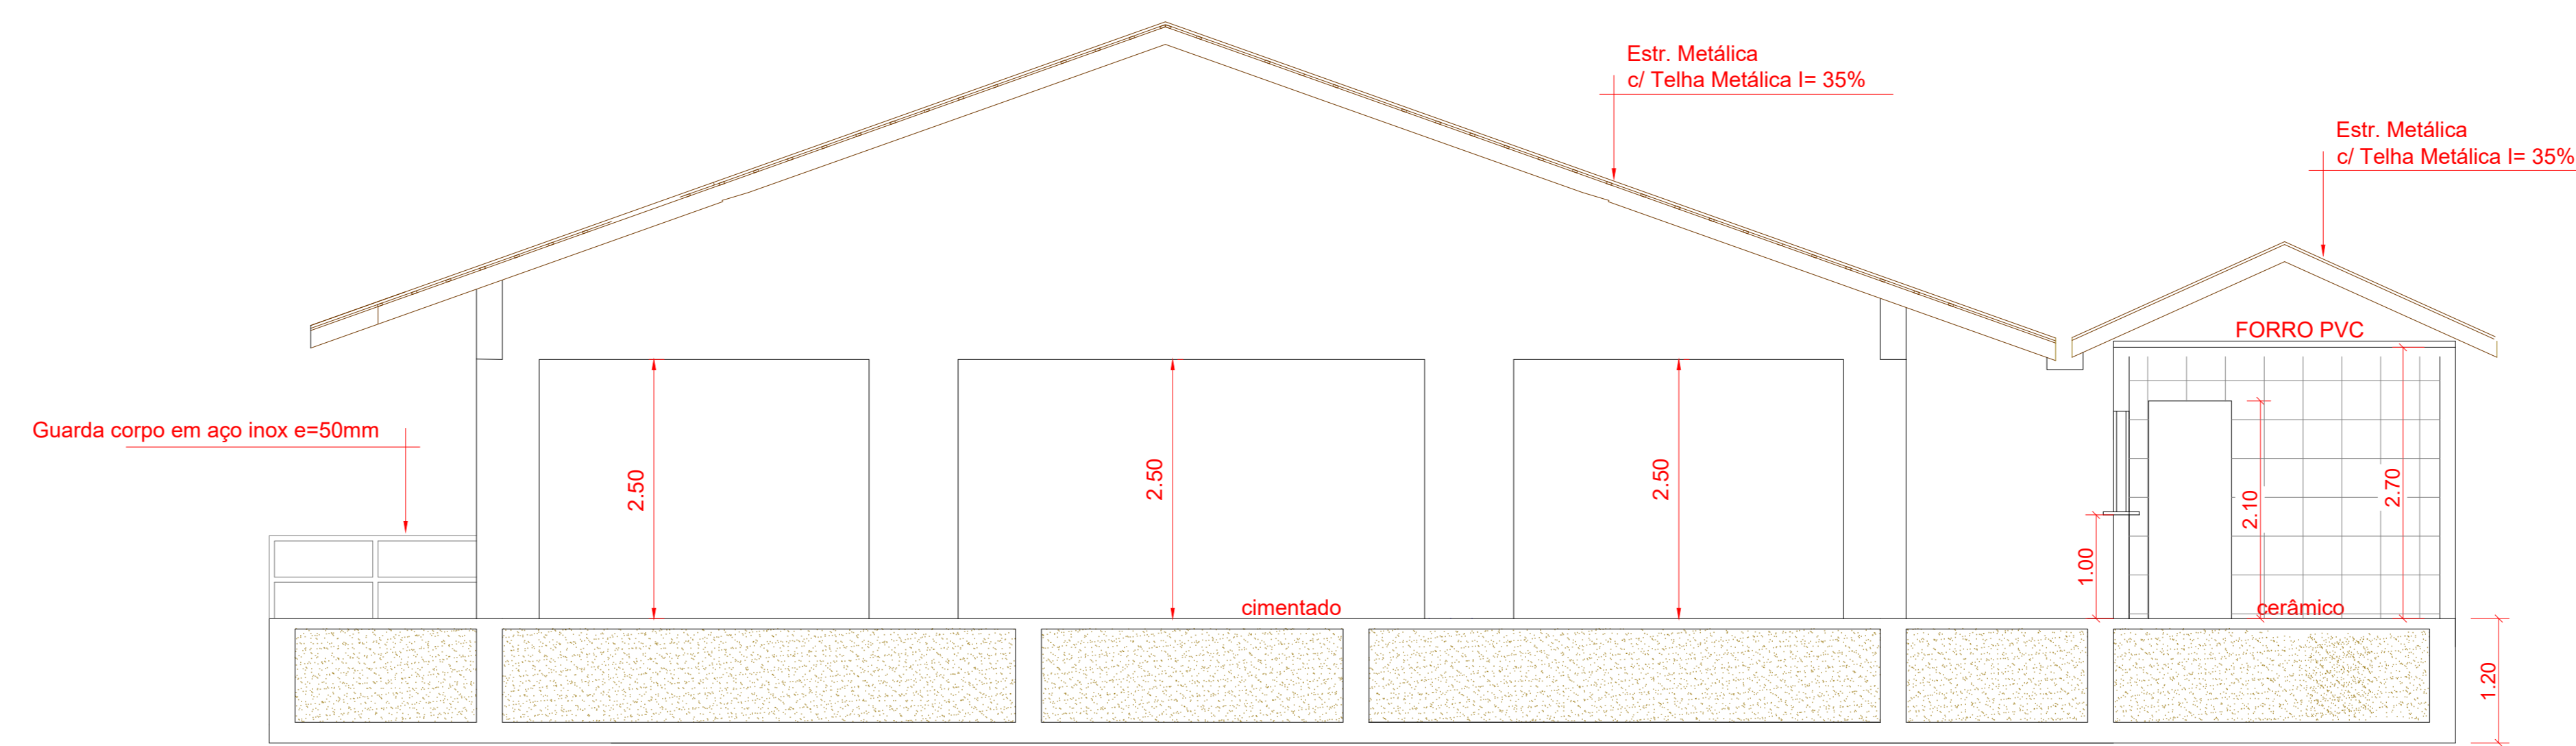 Estr. Metálica
c/ Telha Metálica I= 35%
Estr. Metálica
c/ Telha Metálica I= 35%
FORRO PVC
Guarda corpo em aço inox e=50mm
2.50
2.50
2.50
2.10
2.70
1.00
cimentado
cerâmico
1.20